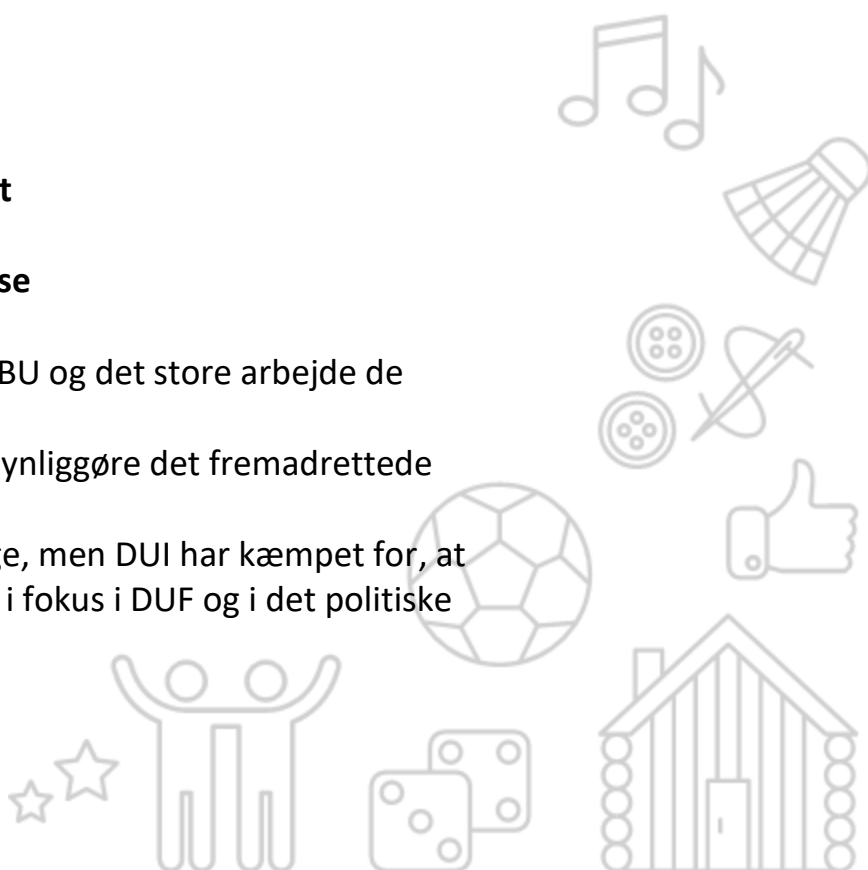 t
se
BU og det store arbejde de
ynliggøre det fremadrettede
ge, men DUI har kæmpet for, at
i fokus i DUF og i det politiske